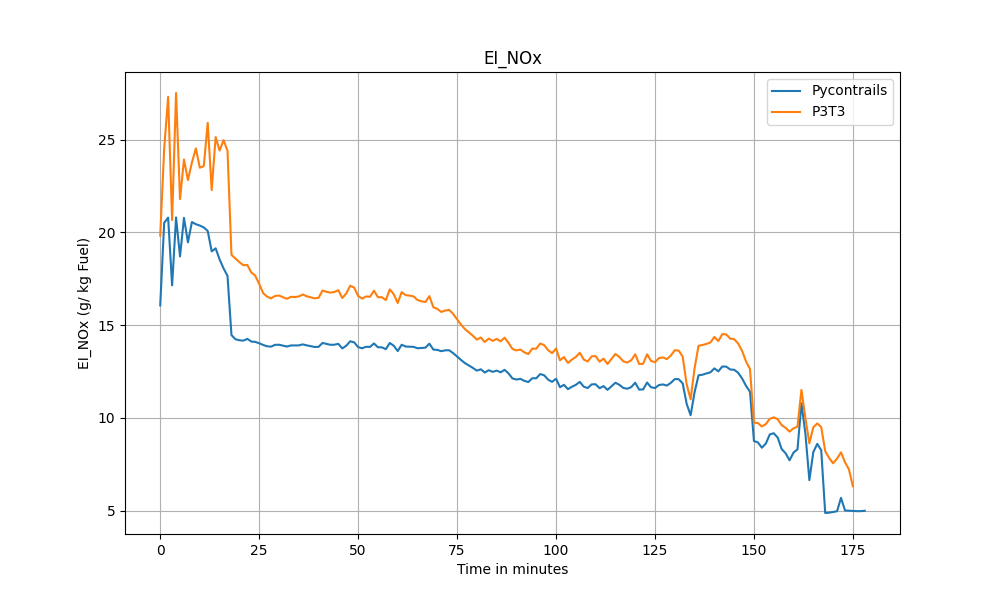 EI_NOx
Pycontrails
P3T3
EI_NOx (g/ kg Fuel)
25
20
15
10
5
0 25 50 75 100 125 150 175
Time in minutes